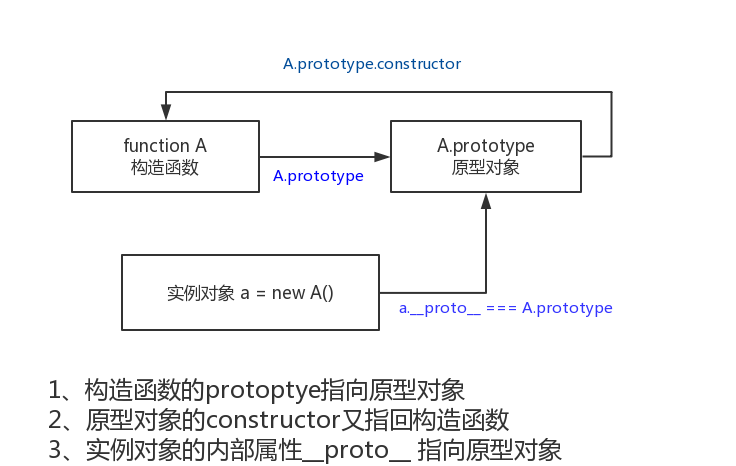 A.prototype.constructor
function A
构造函数
A.prototype
A.prototype
原型对象
实例对象 a = new A()
a.__proto__ === A.prototype
1、构造函数的protoptye指向原型对象
2、原型对象的constructor又指回构造函数
3、实例对象的内部属性__proto__ 指向原型对象